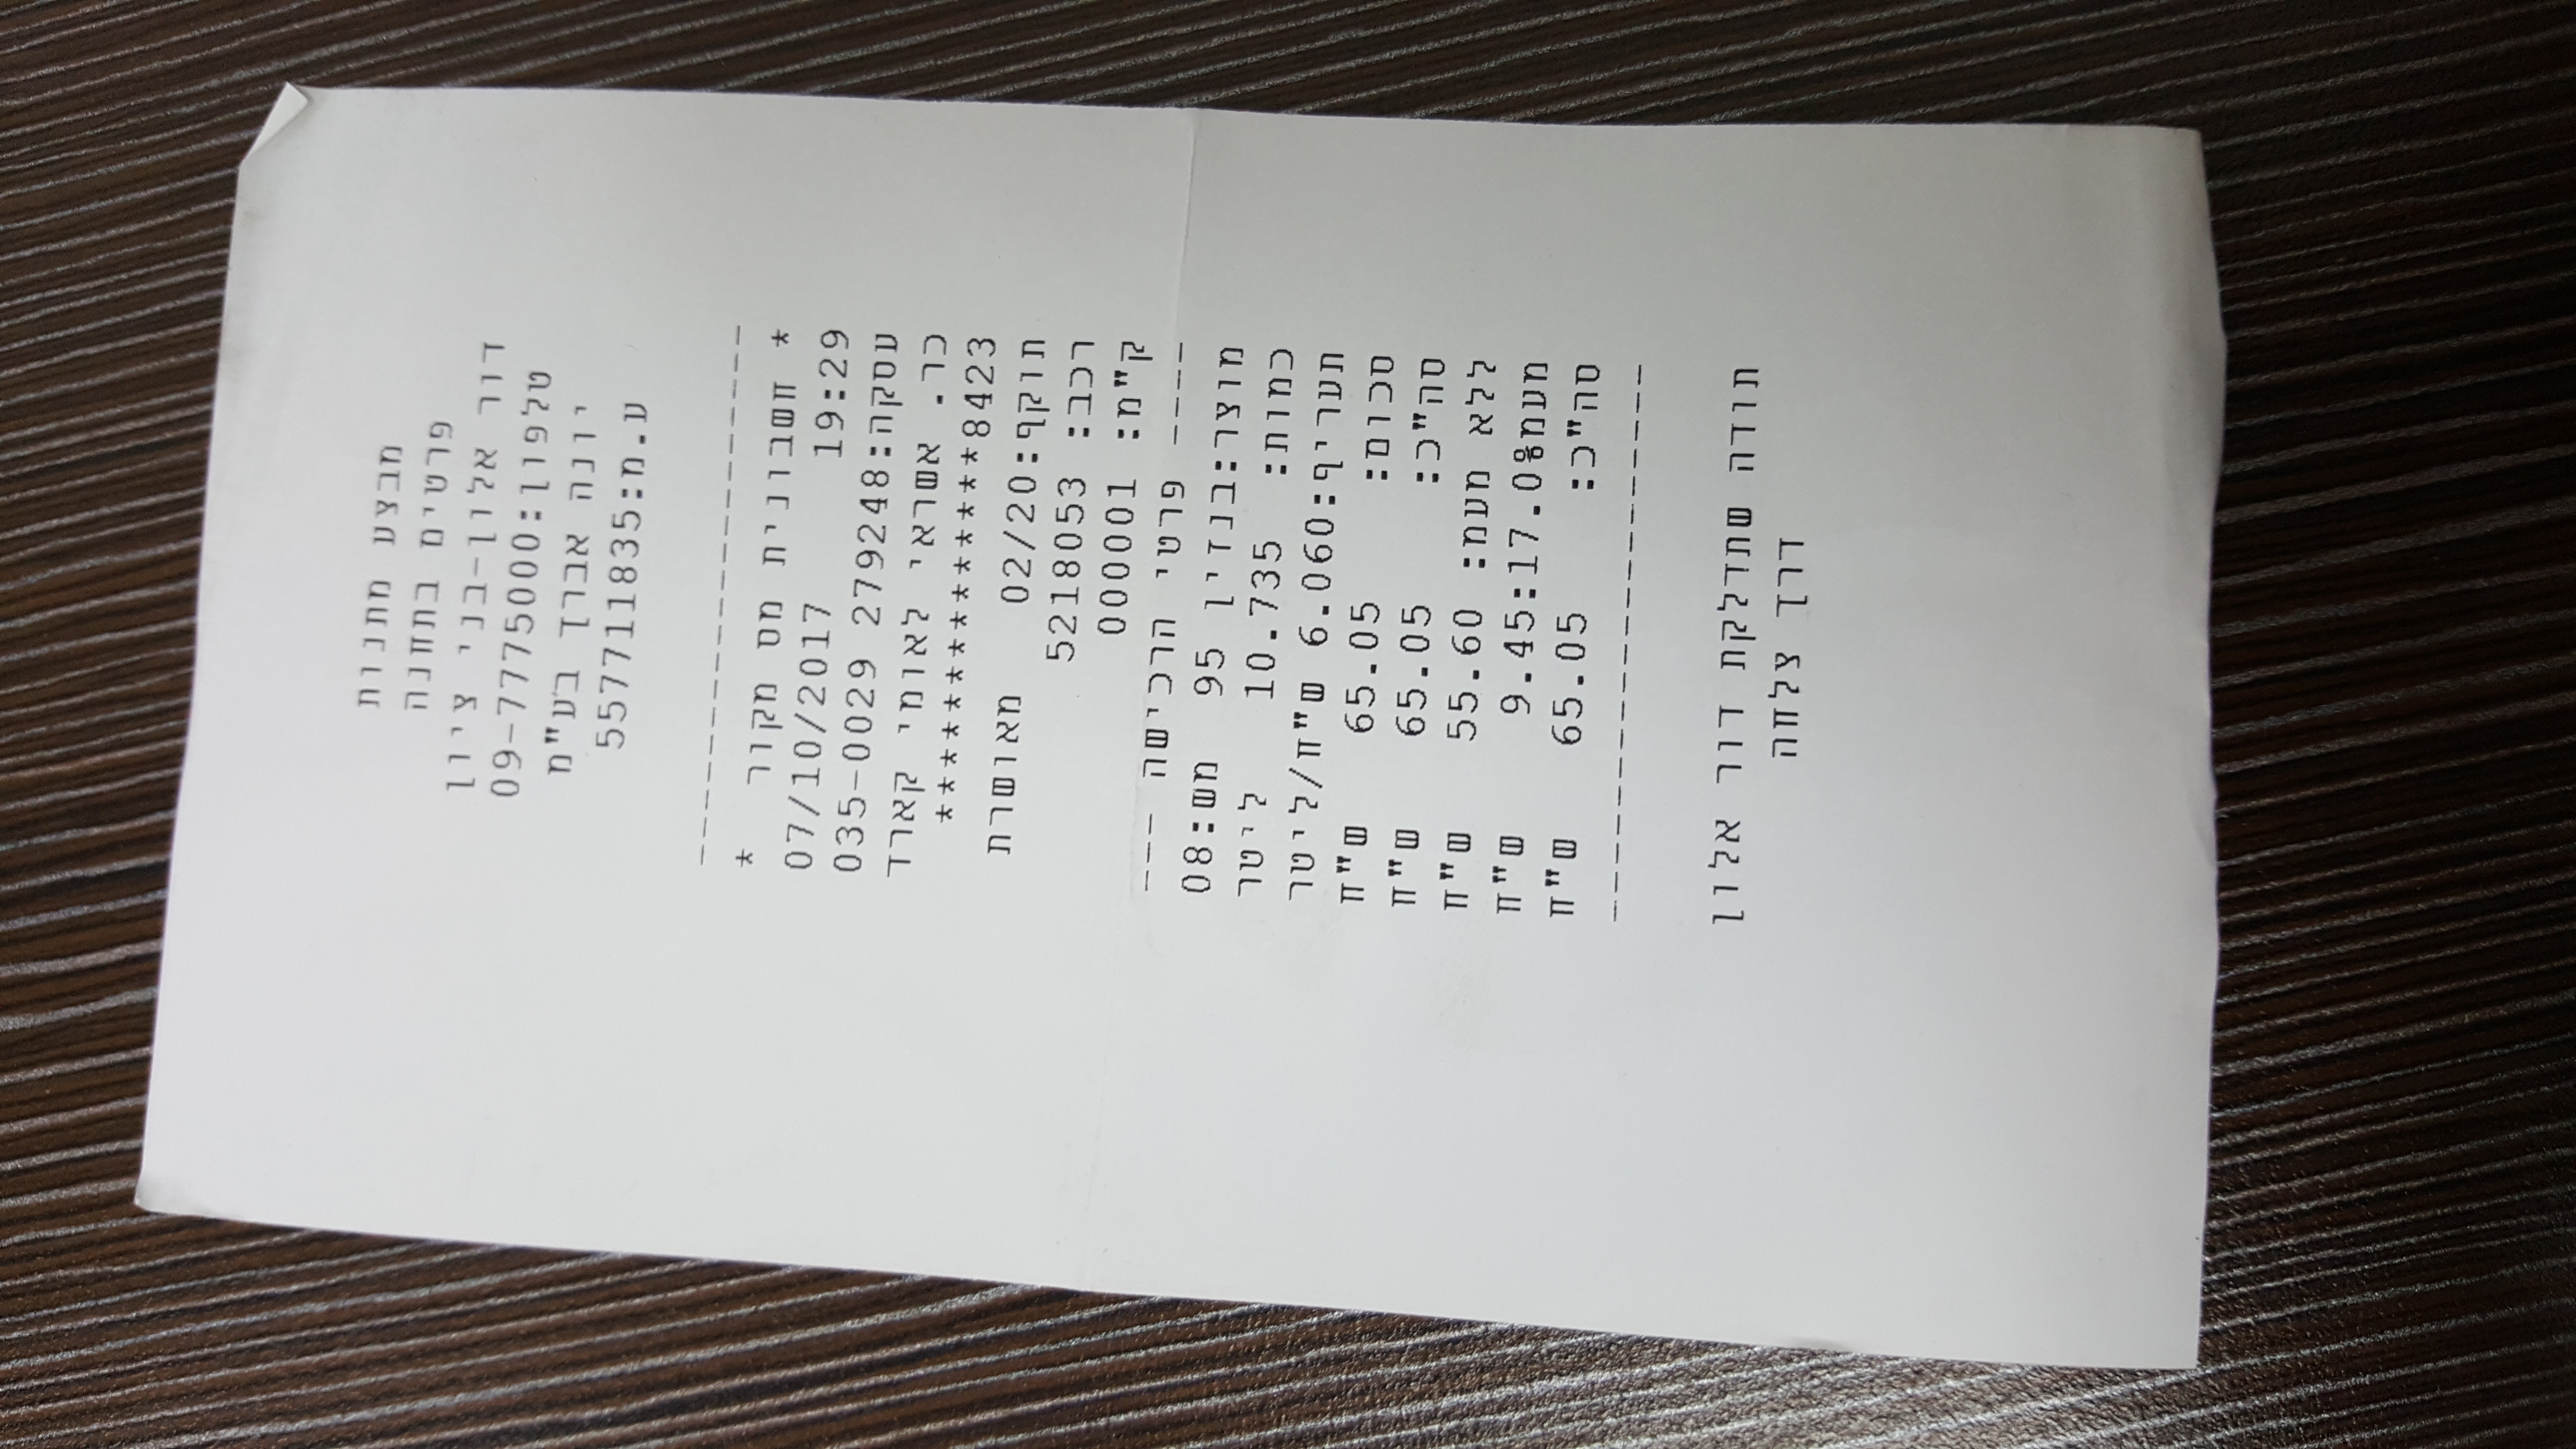 מבצע מתנות
פרטים בתחנה
דור אלון-בני ציון
טלפון:09-7775000
יונה אברך בע"מ
ע.מ:557711835
--------------------
* חשבונית מס מקור *
19:29 07/10/2017
עסקה:279248 035-0029
כר. אשראי לאומי קארד
**************8423
תוקף:02/20 מאושרת
רכב: 5218053
ק"מ: 000001
---- פרטי הרכישה ---
מוצר:בנזין 95 מש:08
כמות: 10.735 ליטר
תעריף:6.060 ש"ח/ליטר
סכום: 65.05 ש"ח
סה"כ: 65.05 ש"ח
ללא מעמ: 55.60 ש"ח
מעמ17.0%:9.45 ש"ח
סה"כ: 65.05 ש"ח
--------------------
תודה שתדלקת דור אלון
דרך צלחה